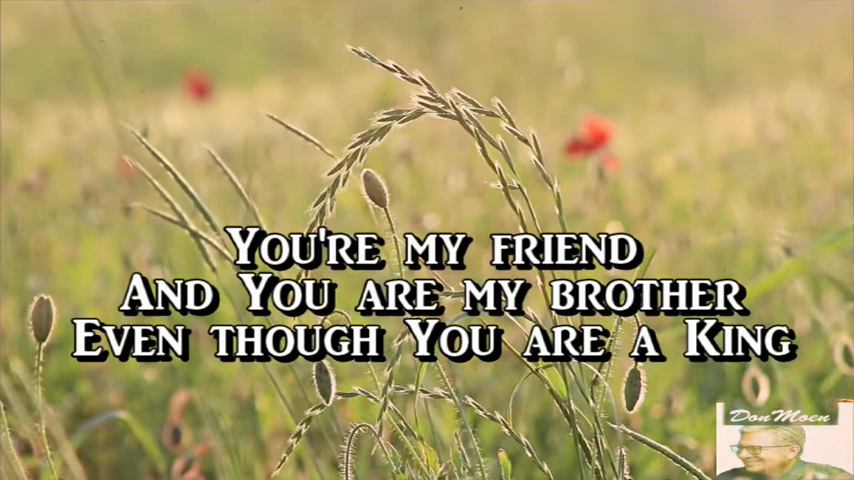 You're my friend
And You are my brother
Even though You are a King
Don Moen